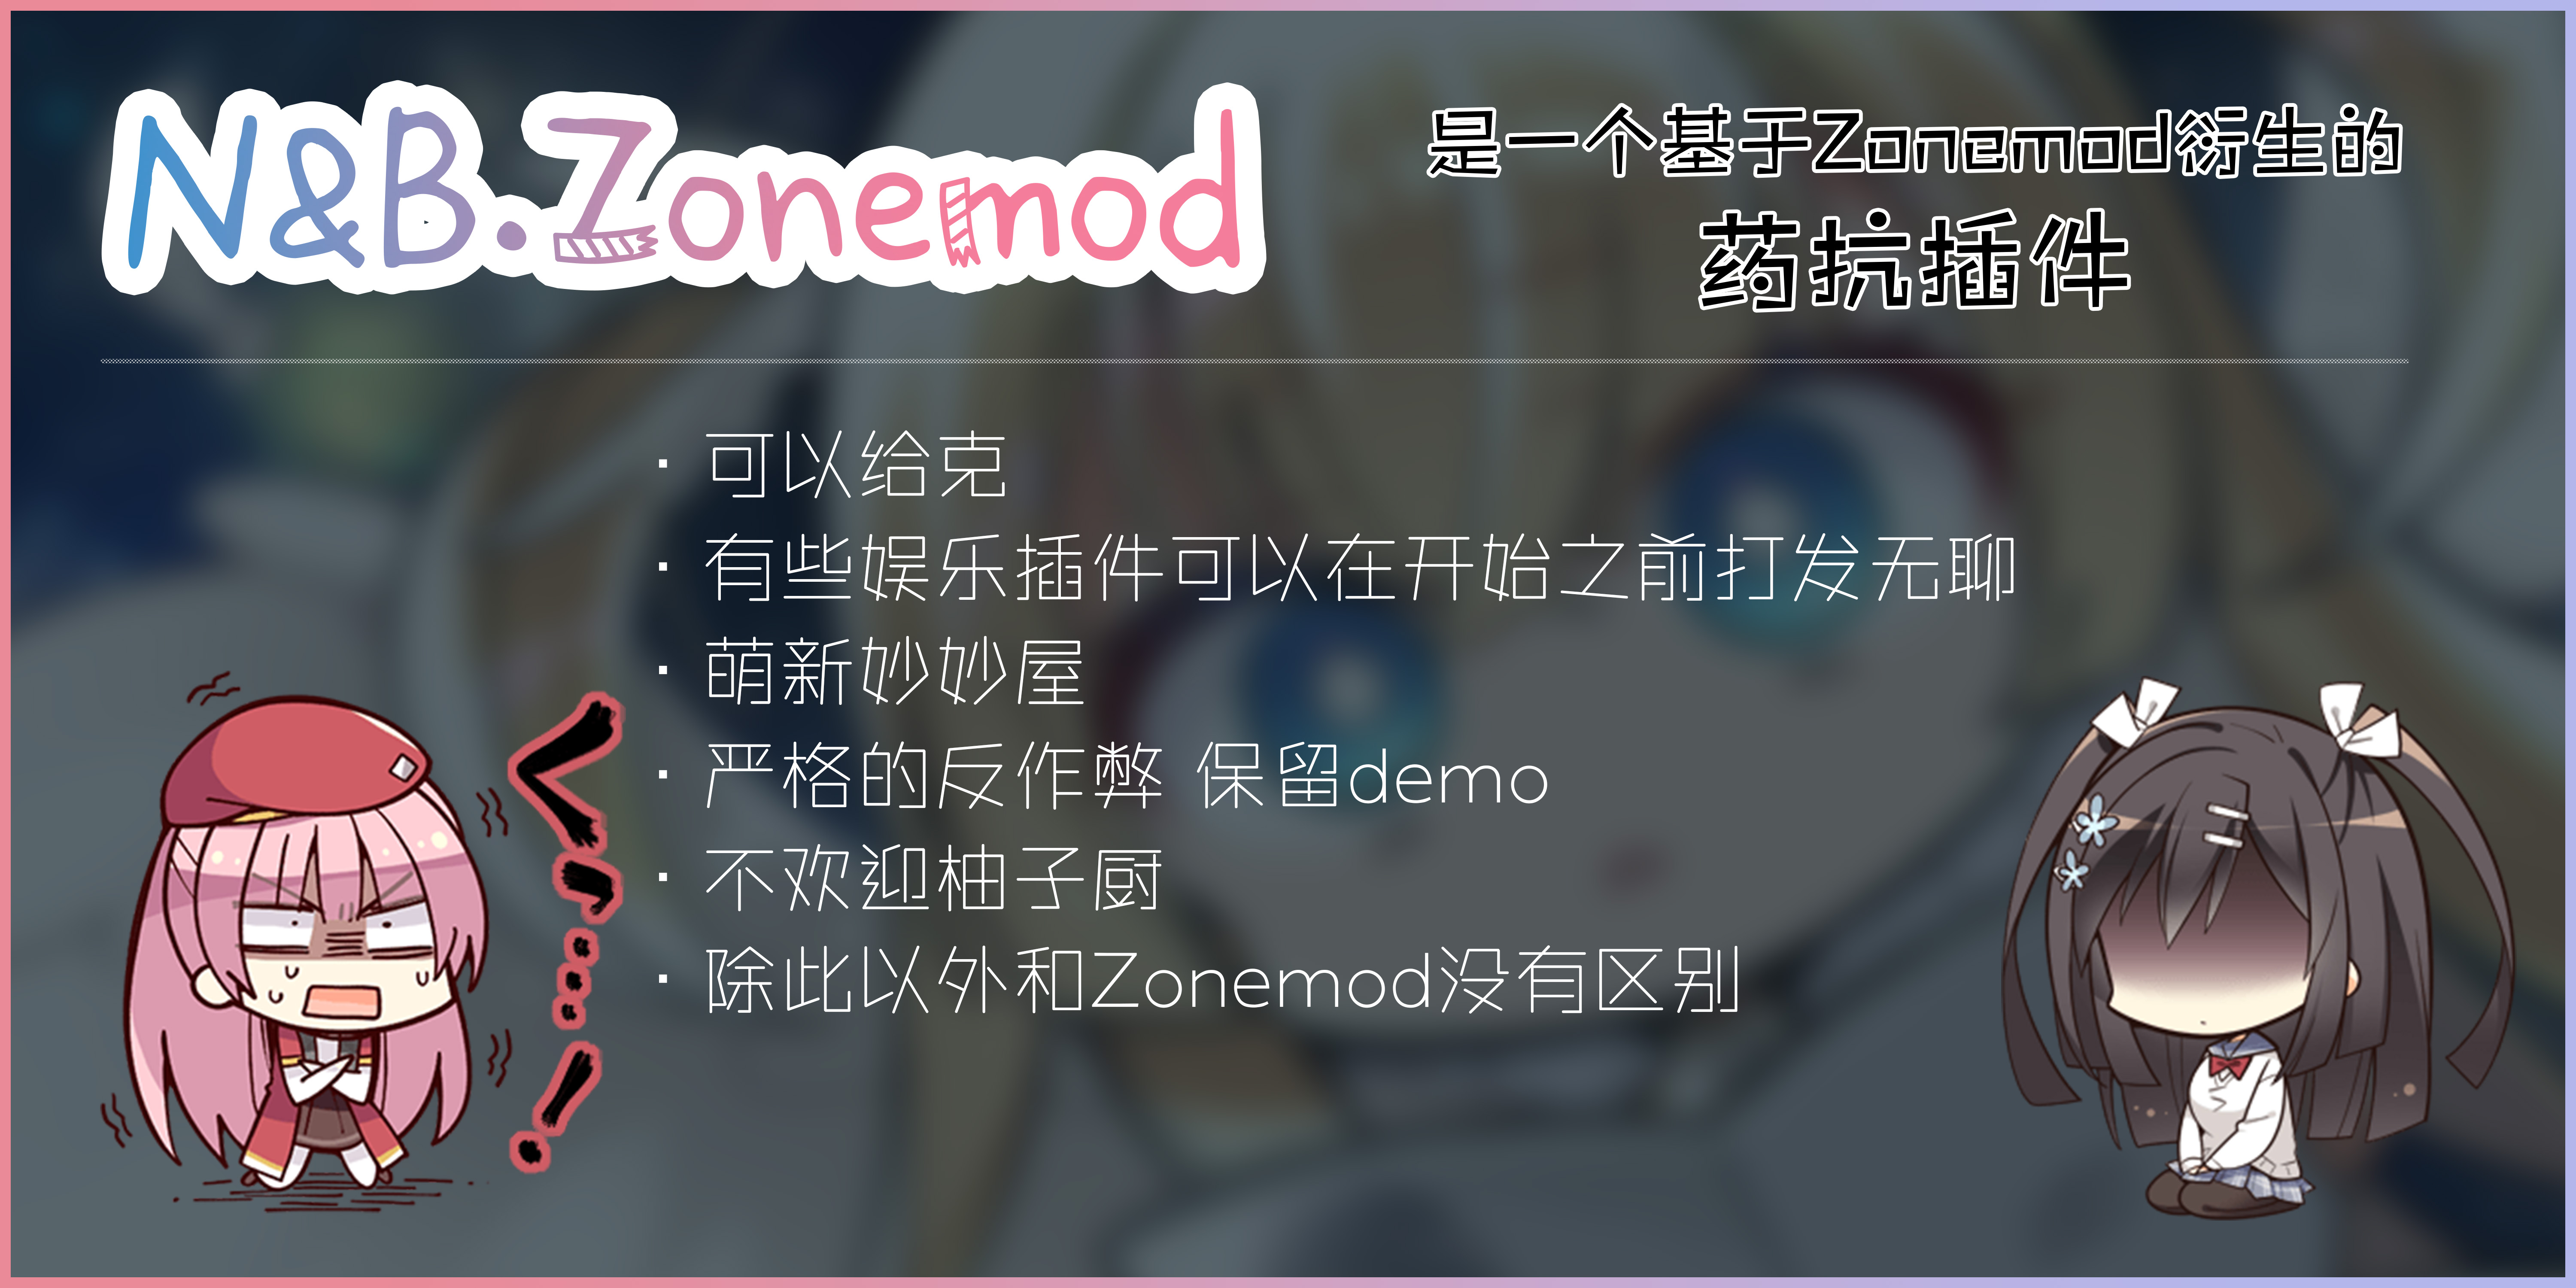 N&B.Zonemod
是一个基于Zonemod衍生的
药抗插件
· 可以给克
· 有些娱乐插件可以在开始之前打发无聊
· 萌新妙妙屋
· 严格的反作弊 保留demo
· 不欢迎柚子厨
· 除此以外和Zonemod没有区别
くっ…!